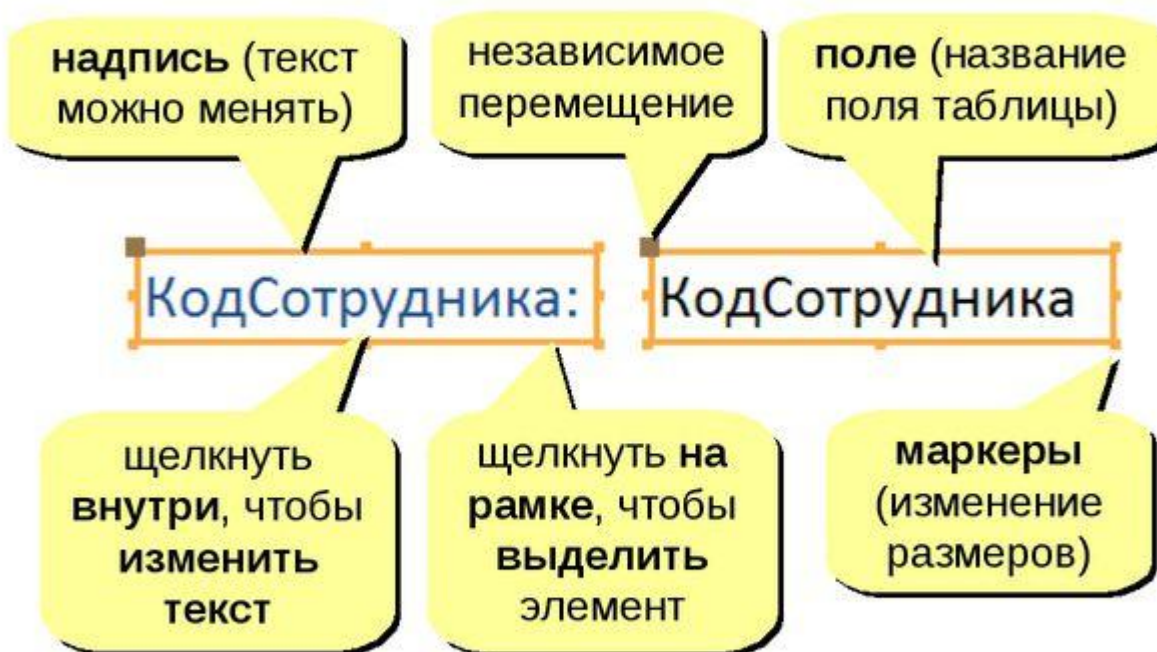 надпись (текст
можно менять)
независимое
перемещение
поле (название
поля таблицы)
КодСотрудника:
КодСотрудника
щелкнуть
внутри, чтобы
изменить
текст
щелкнуть на
рамке, чтобы
выделить
элемент
маркеры
(изменение
размеров)